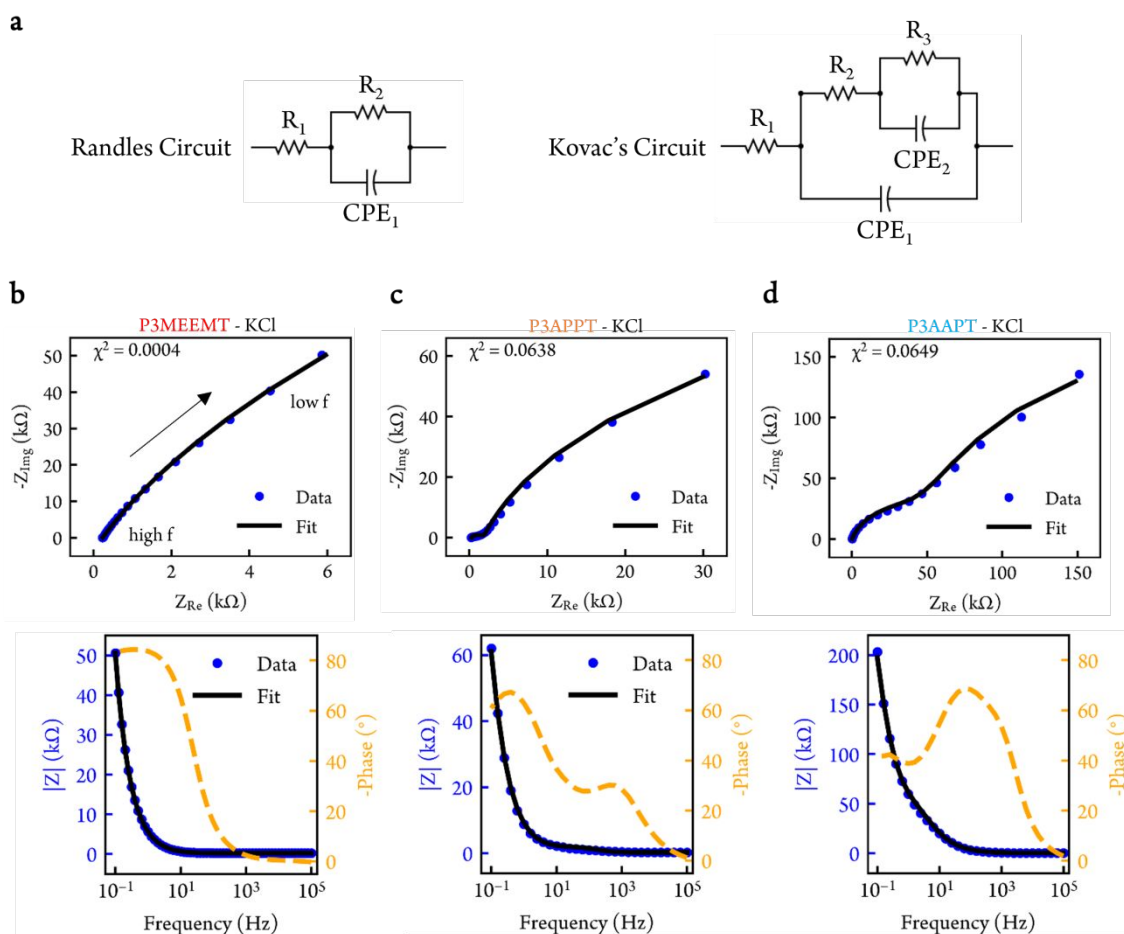 a
Randles Circuit
R1
R2
CPE1
Kovac's Circuit
R1
R2
R3
CPE2
CPE1
b
P3MEEMT - KCl
χ² = 0.0004
50
40
30
20
10
0
-ZImg (kΩ)
low f
high f
Data
Fit
0 2 4 6
ZRe (kΩ)
c
P3APPT - KCl
χ² = 0.0638
60
40
20
0
-ZImg (kΩ)
Data
Fit
0 10 20 30
ZRe (kΩ)
d
P3AAPT - KCl
χ² = 0.0649
150
100
50
0
-ZImg (kΩ)
Data
Fit
0 50 100 150
ZRe (kΩ)
50
40
30
20
10
0
|Z| (kΩ)
Data
Fit
80
60
40
20
0
-Phase (°)
10⁻¹ 10¹ 10³ 10⁵
Frequency (Hz)
60
40
20
0
|Z| (kΩ)
Data
Fit
80
60
40
20
0
-Phase (°)
10⁻¹ 10¹ 10³ 10⁵
Frequency (Hz)
200
150
100
50
0
|Z| (kΩ)
80
60
40
20
0
-Phase (°)
10⁻¹ 10¹ 10³ 10⁵
Frequency (Hz)